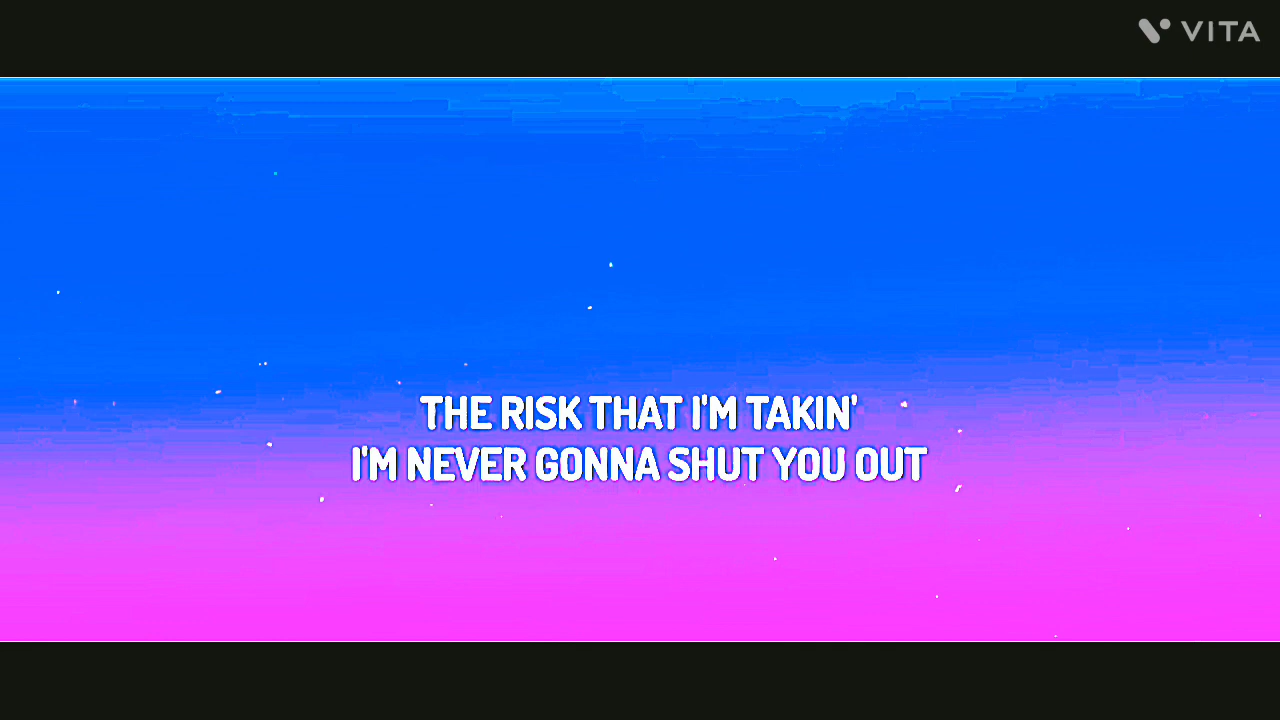 VITA
THE RISK THAT I'M TAKIN'
I'M NEVER GONNA SHUT YOU OUT